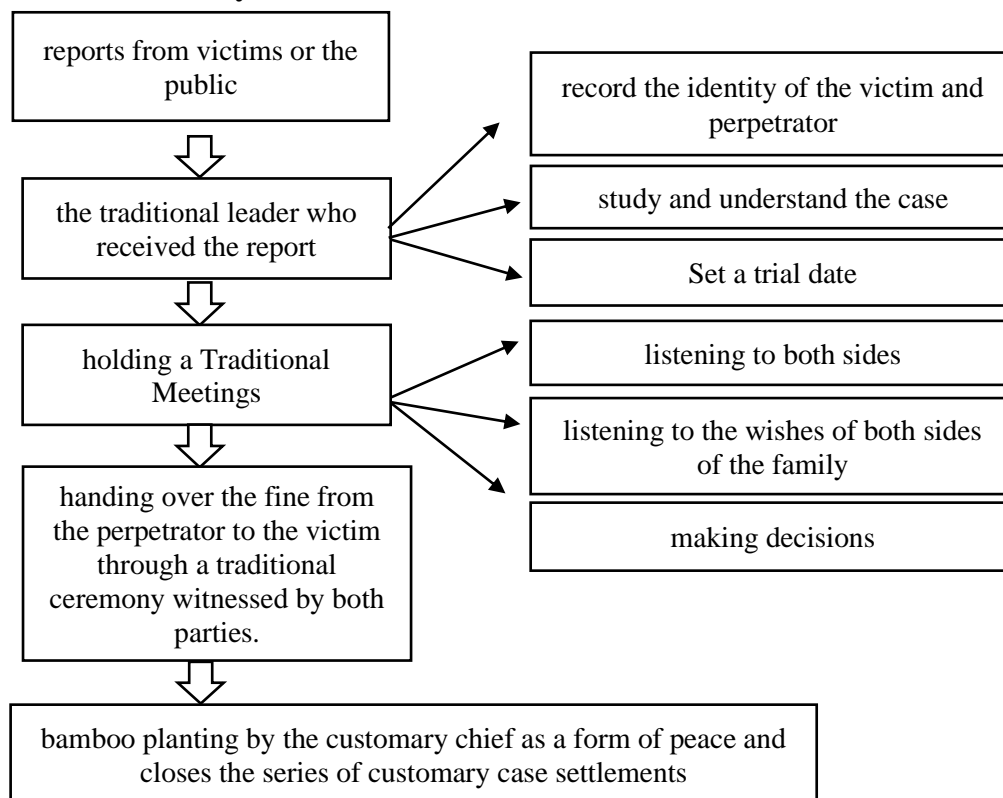 reports from victims or the
public
record the identity of the victim and
perpetrator
the traditional leader who
received the report
study and understand the case
Set a trial date
holding a Traditional
Meetings
listening to both sides
listening to the wishes of both sides
of the family
making decisions
handing over the fine from
the perpetrator to the victim
through a traditional
ceremony witnessed by both
parties.
bamboo planting by the customary chief as a form of peace and
closes the series of customary case settlements